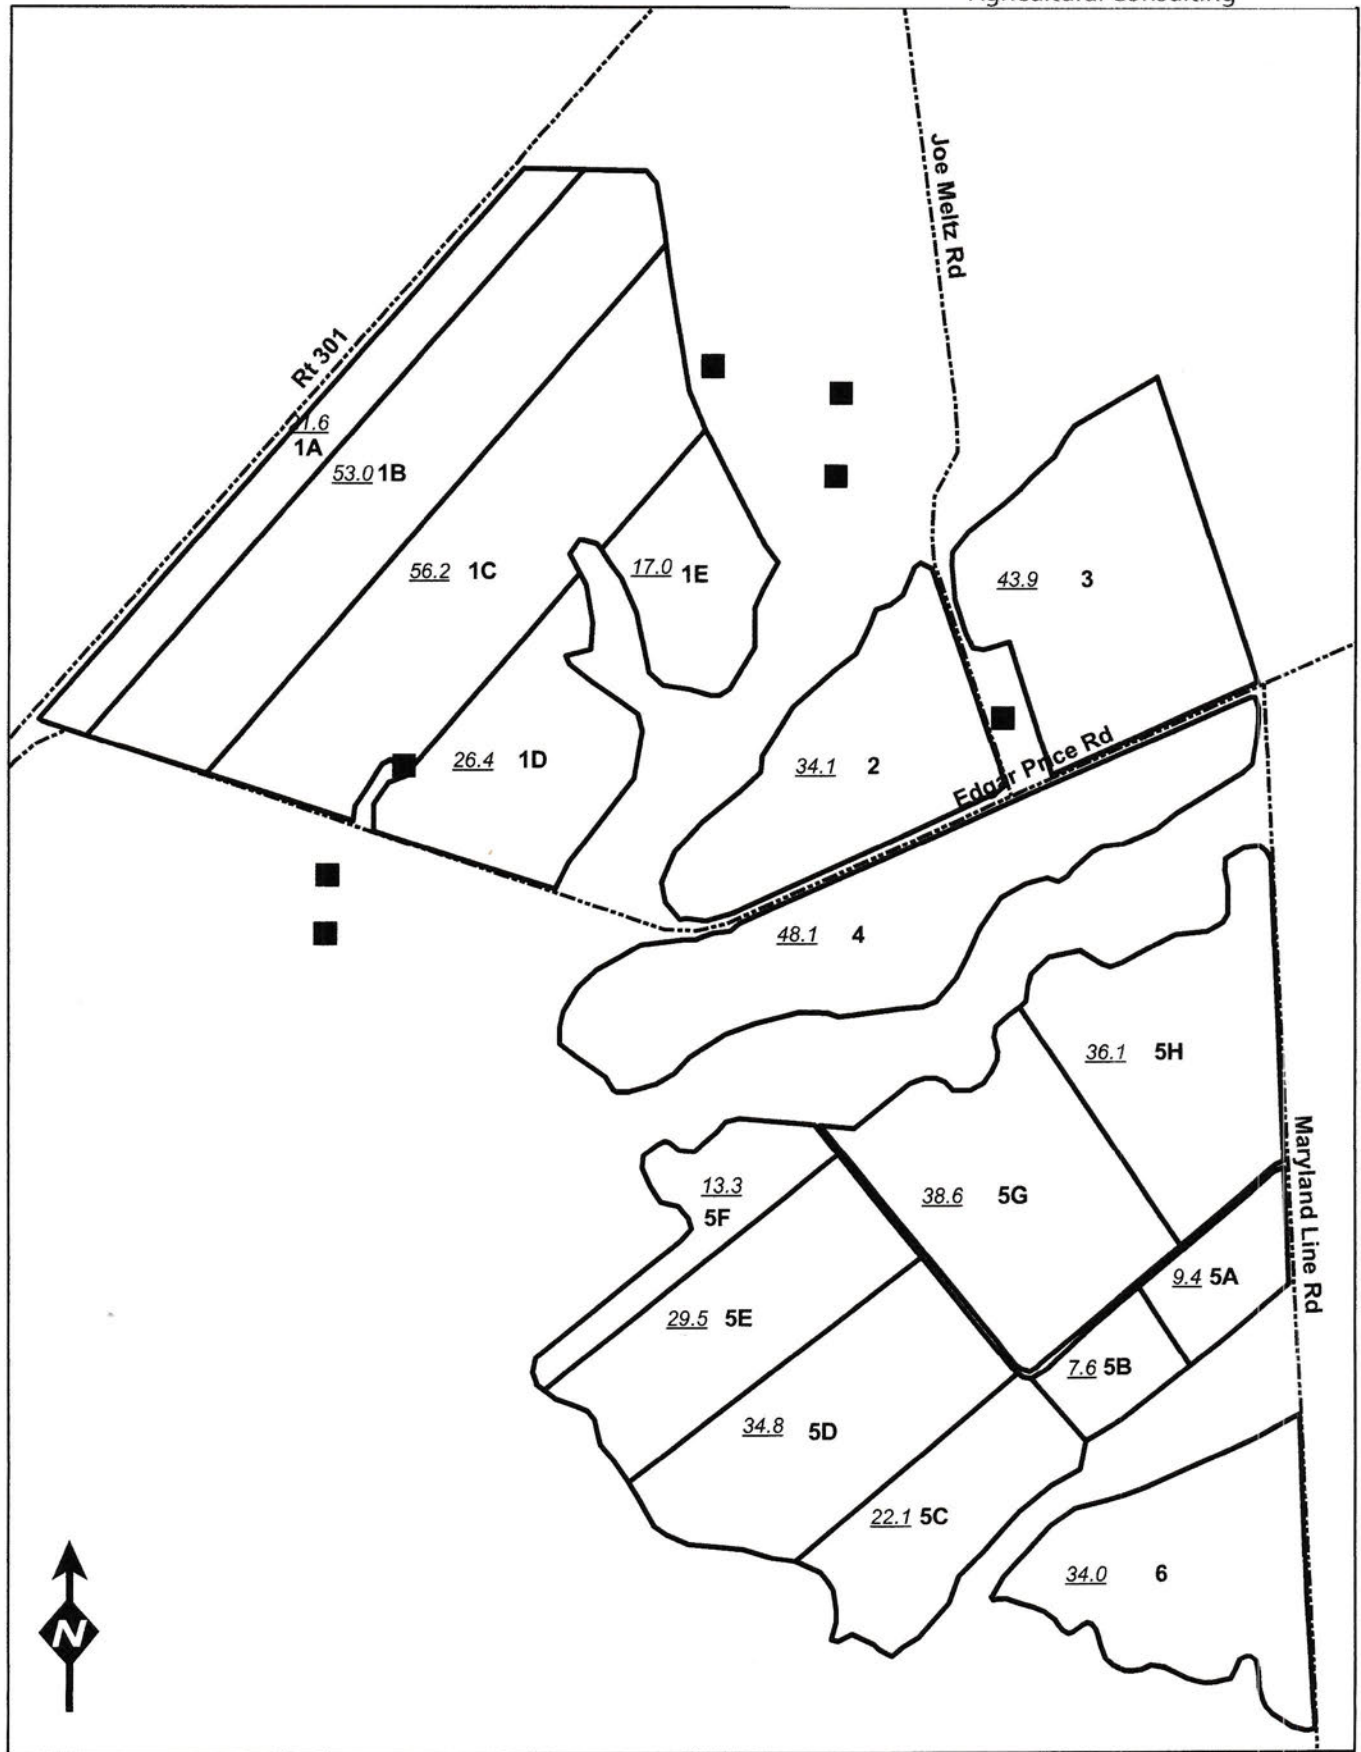 Agricultural Consulting
Joe Meltz Rd
Rt 301
1A
53.0 1B
56.2 1C
17.0 1E
43.9 3
26.4 1D
34.1 2
Edgar Price Rd
48.1 4
36.1 5H
Maryland Line Rd
13.3
5F
38.6 5G
9.4 5A
29.5 5E
7.6 5B
34.8 5D
22.1 5C
34.0 6
N